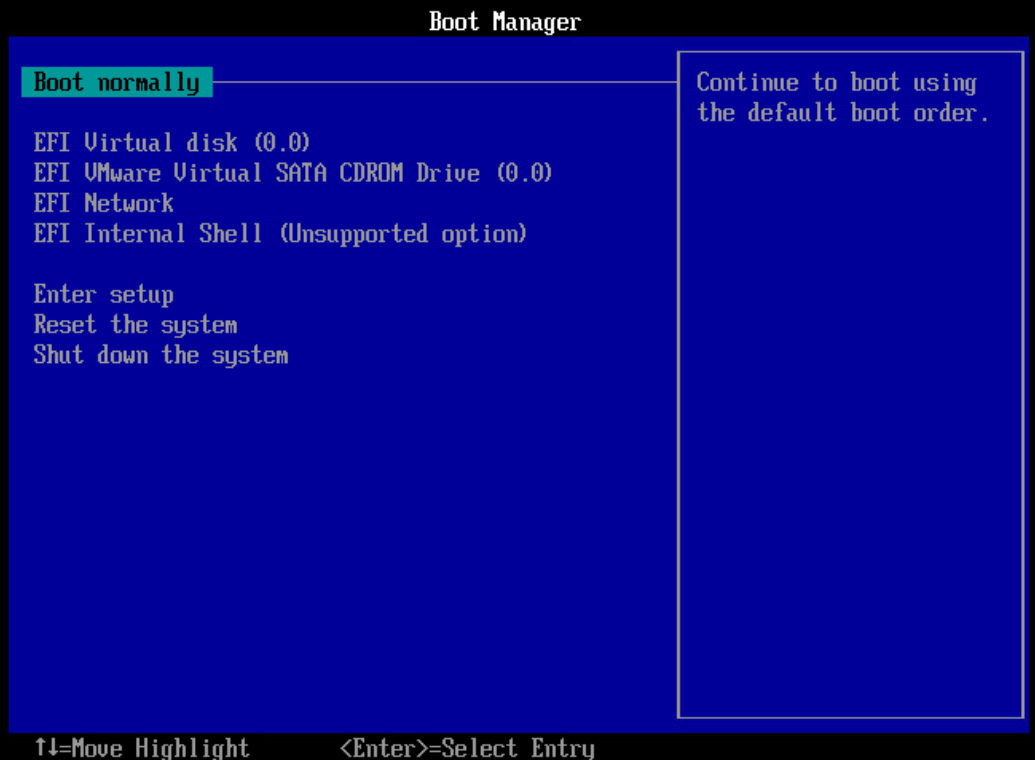 Boot Manager
Boot normally
EFI Virtual disk (0.0)
EFI VMware Virtual SATA CDROM Drive (0.0)
EFI Network
EFI Internal Shell (Unsupported option)
Enter setup
Reset the system
Shut down the system
Continue to boot using
the default boot order.
↑↓=Move Highlight <Enter>=Select Entry